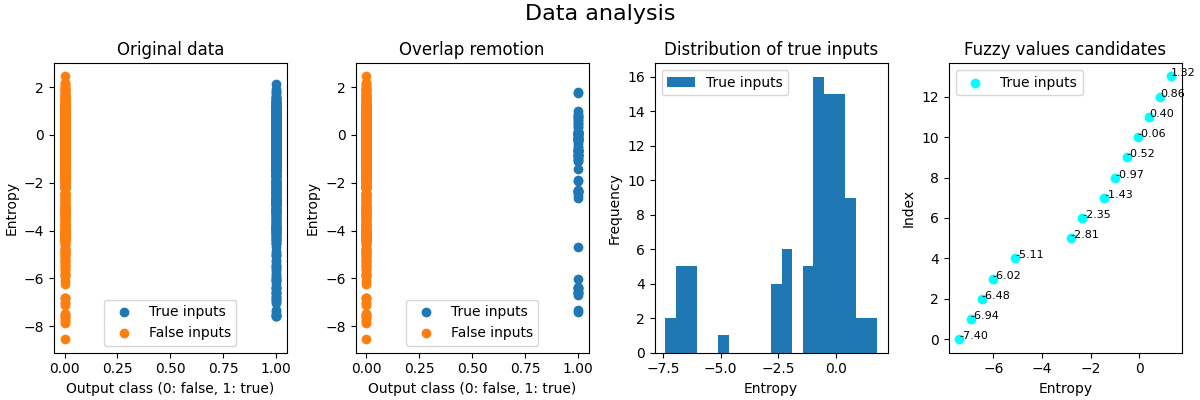 Data analysis
Original data
Entropy
2
0
−2
−4
−6
−8
True inputs
False inputs
0.00 0.25 0.50 0.75 1.00
Output class (0: false, 1: true)
Overlap remotion
Entropy
2
0
−2
−4
−6
−8
True inputs
False inputs
0.00 0.25 0.50 0.75 1.00
Output class (0: false, 1: true)
Distribution of true inputs
Frequency
16
14
12
10
8
6
4
2
0
True inputs
−7.5 −5.0 −2.5 0.0
Entropy
Fuzzy values candidates
Index
12
10
8
6
4
2
0
True inputs
1.32
0.86
0.40
-0.06
-0.52
-0.97
-1.43
-2.35
-2.81
-5.11
-6.02
-6.48
-6.94
-7.40
−6 −4 −2 0
Entropy